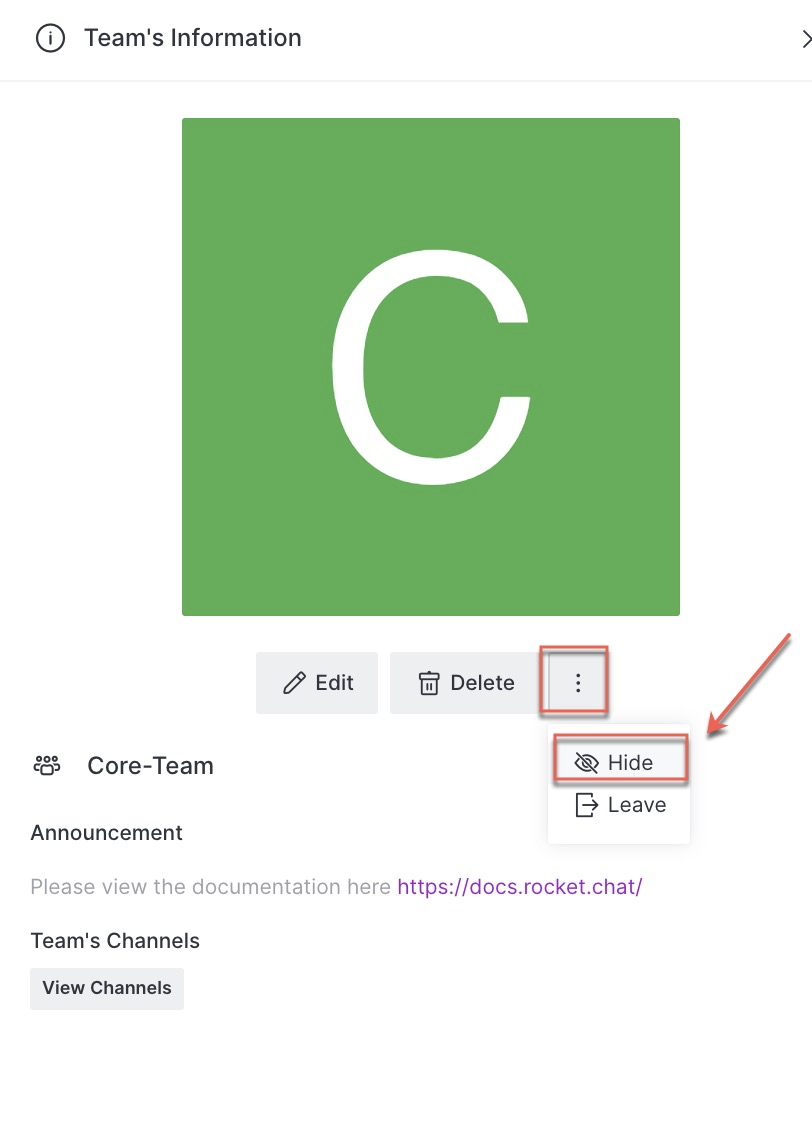 Team's Information
C
Edit
Delete
Hide
Leave
Core-Team
Announcement
Please view the documentation here https://docs.rocket.chat/
Team's Channels
View Channels